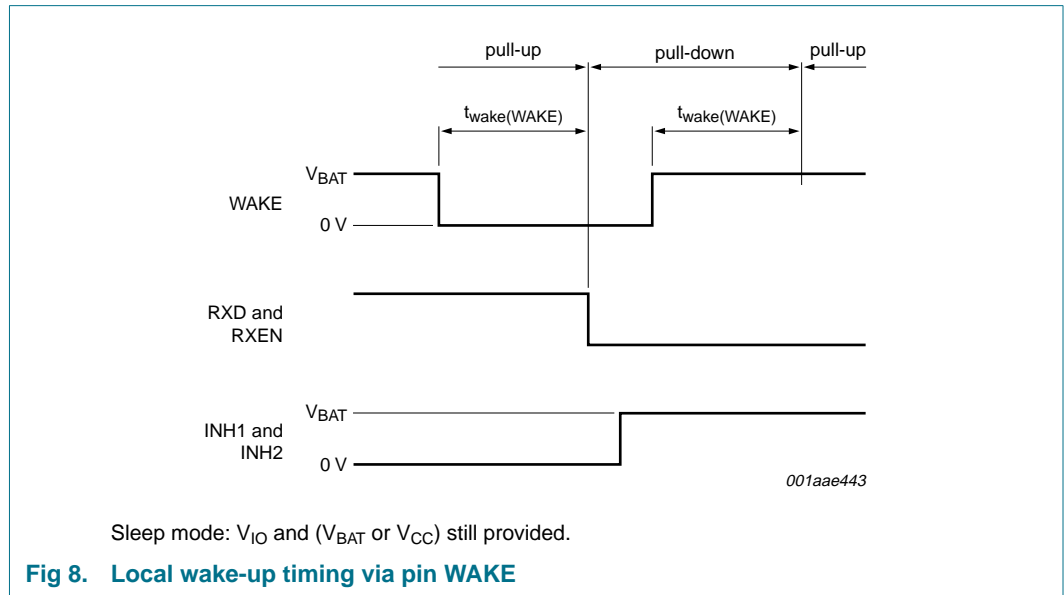 pull-up
pull-down
pull-up
twake(WAKE)
twake(WAKE)
VBAT
WAKE
0 V
RXD and
RXEN
VBAT
INH1 and
INH2
0 V
001aae443
Sleep mode: VIO and (VBAT or VCC) still provided.
Fig 8. Local wake-up timing via pin WAKE